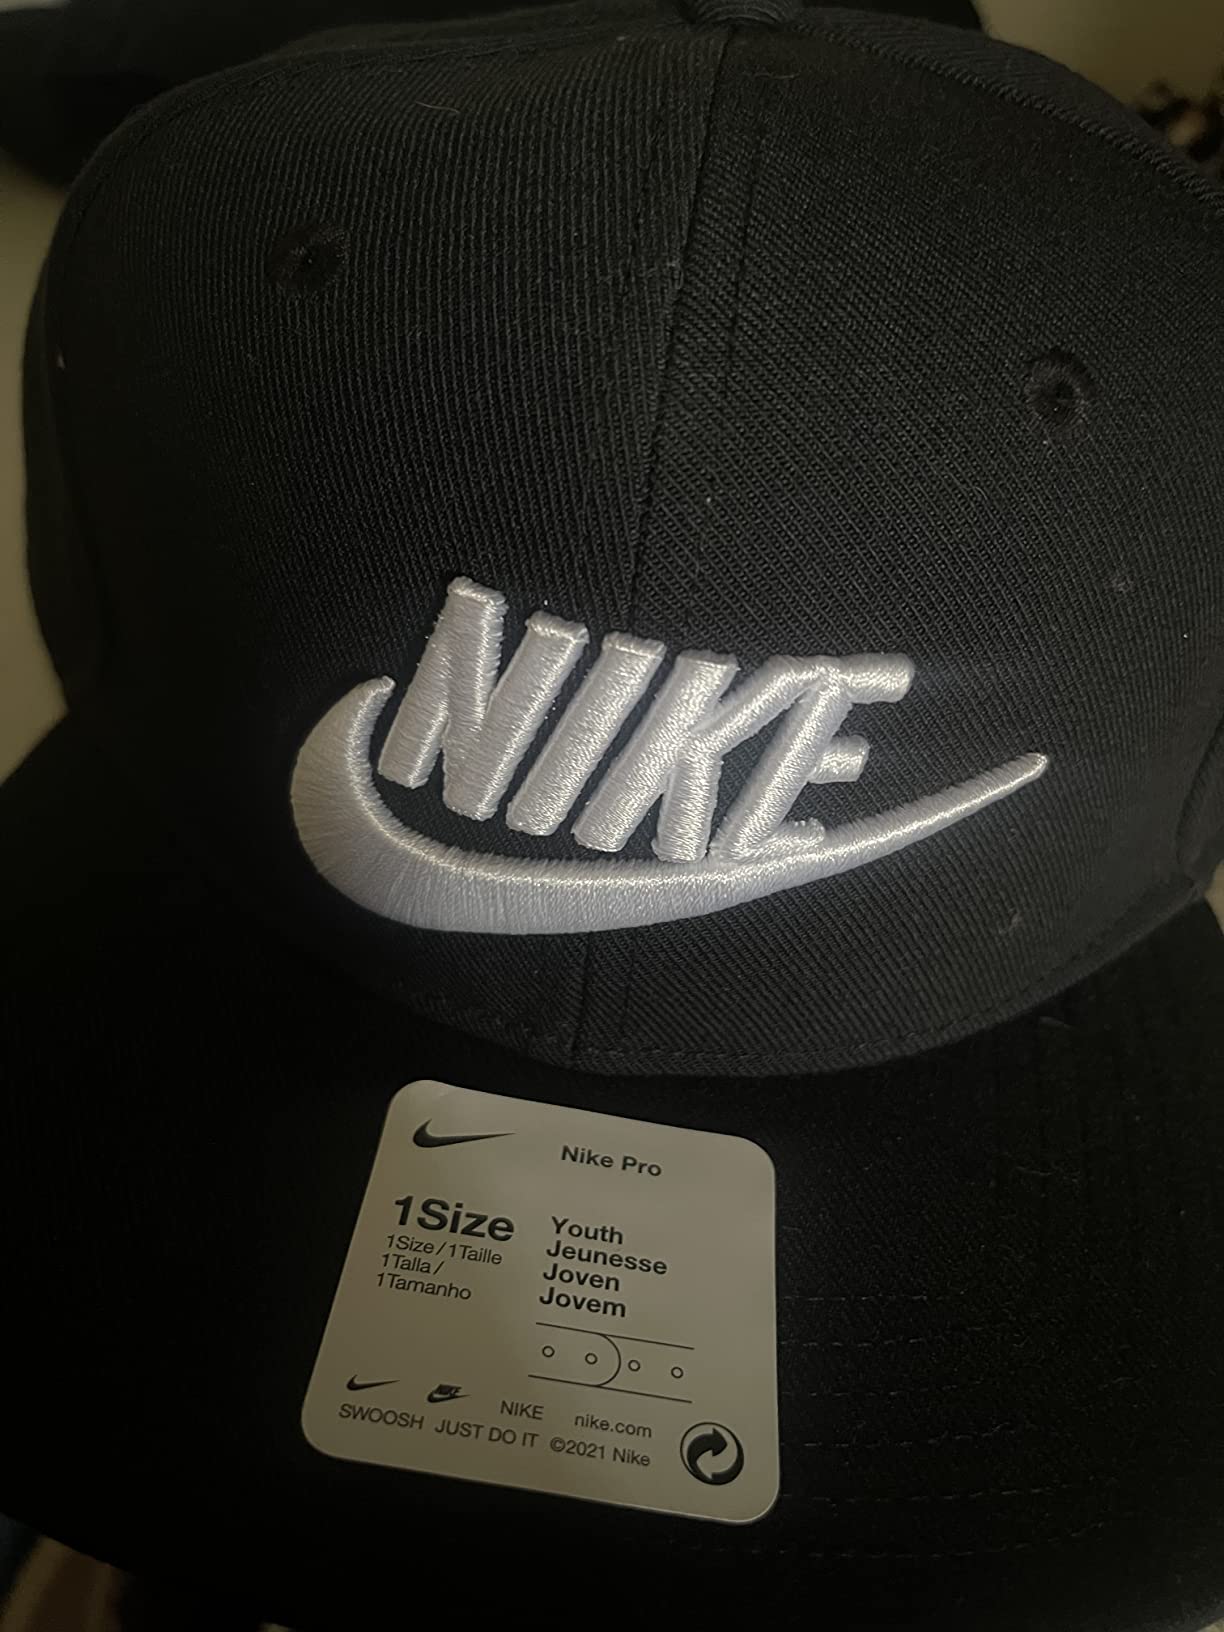 NIKE
Nike Pro
1Size
1Size/1Taille
1Talla/
1Tamanho
Youth
Jeunesse
Joven
Jovem
NIKE NIKE nike.com
SWOOSH JUST DO IT ©2021 Nike